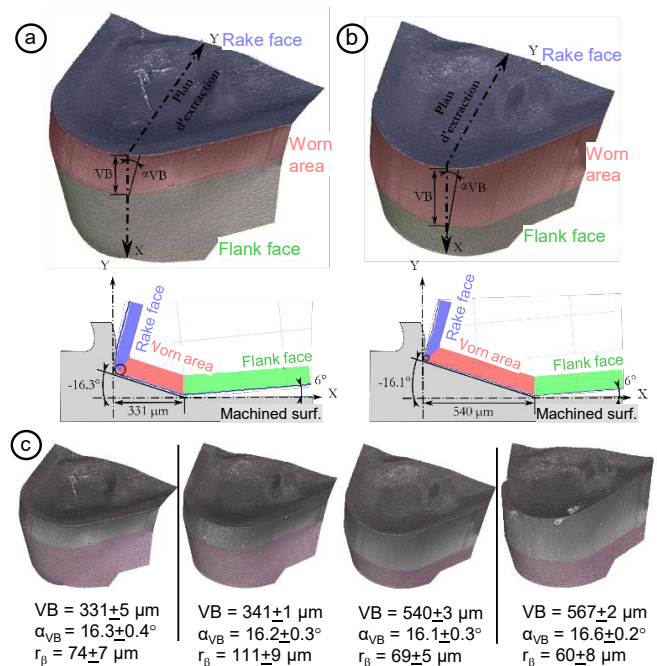 a
Y
Rake face
Plan
d'extraction
Worn
area
VB
αVB
Flank face
X
b
Y
Rake face
Plan
d'extraction
Worn
area
VB
αVB
Flank face
X
Y
Rake face
Worn area
Flank face
-16.3°
6°
X
331 µm
Machined surf.
Y
Rake face
Worn area
Flank face
-16.1°
6°
X
540 µm
Machined surf.
c
VB = 331±5 µm
αVB = 16.3±0.4°
rβ = 74±7 µm
VB = 341±1 µm
αVB = 16.2±0.3°
rβ = 111±9 µm
VB = 540±3 µm
αVB = 16.1±0.3°
rβ = 69±5 µm
VB = 567±2 µm
αVB = 16.6±0.2°
rβ = 60±8 µm